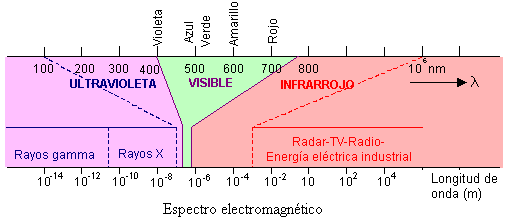 Violeta
Azul
Verde
Amarillo
Rojo
100 200 300 400 500 600 700 800 10⁶ nm
ULTRAVIOLETA VISIBLE INFRARROJO λ
Rayos gamma Rayos X Radar-TV-Radio-
Energía eléctrica industrial
10⁻¹⁴ 10⁻¹² 10⁻¹⁰ 10⁻⁸ 10⁻⁶ 10⁻⁴ 10⁻² 10² 10⁴ Longitud de
onda (m)
Espectro electromagnético